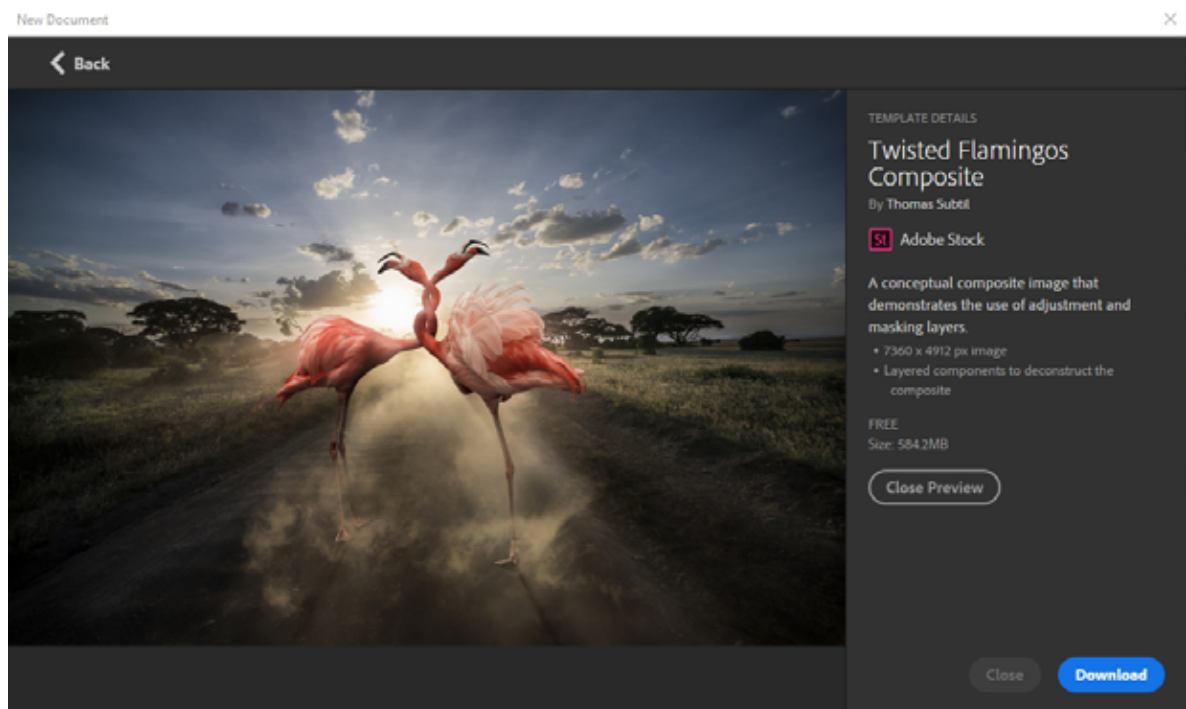 New Document
Back
TEMPLATE DETAILS
Twisted Flamingos
Composite
By Thomas Subtil
St Adobe Stock
A conceptual composite image that
demonstrates the use of adjustment and
masking layers.
• 7360 x 4912 px image
• Layered components to deconstruct the
composite
FREE
Size: 584.2MB
Close Preview
Close
Download